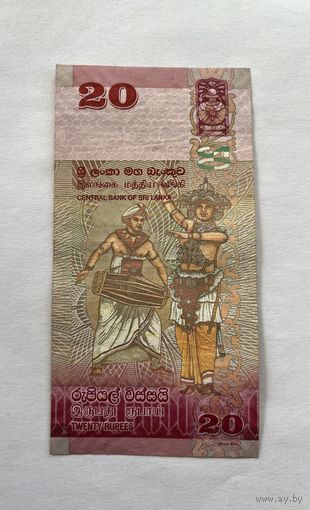 20
ශ්‍රී ලංකා මහ බැංකුව
இலங்கை மத்திய வங்கி
CENTRAL BANK OF SRI LANKA
රුපියල් විස්සයි
இருபது ரூபாய்
TWENTY RUPEES
20
ay.by